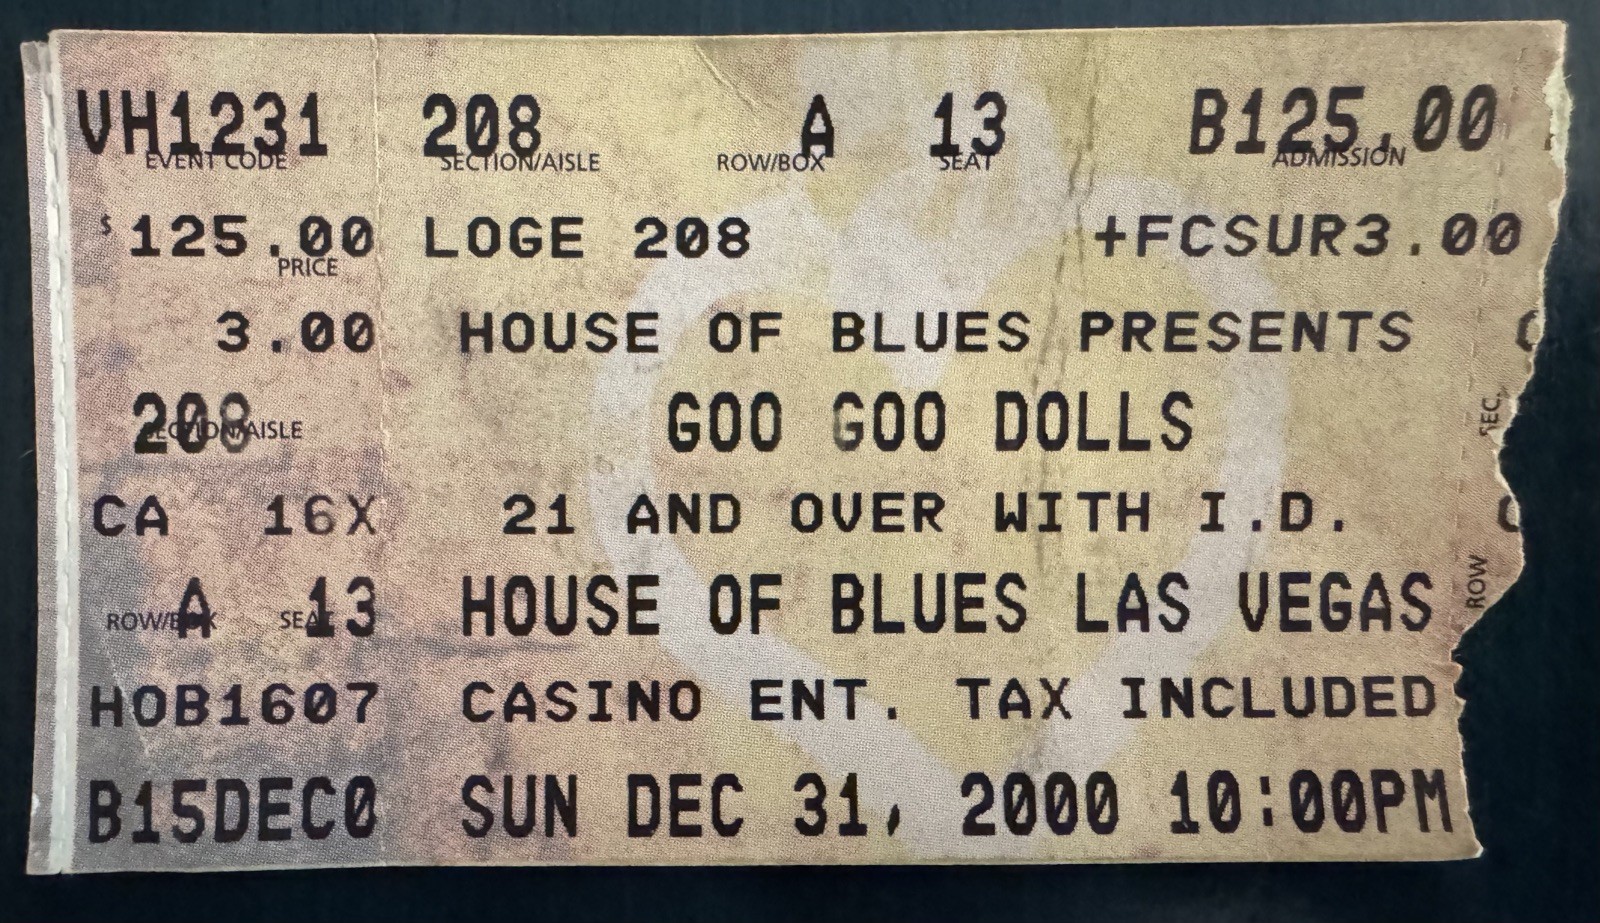 VH1231 208 A 13 B125.00
EVENT CODE SECTION/AISLE ROW/BOX SEAT ADMISSION
$125.00 LOGE 208 +FCSUR3.00
PRICE
3.00 HOUSE OF BLUES PRESENTS
208 GOO GOO DOLLS
SECTION/AISLE SEC.
CA 16X 21 AND OVER WITH I.D.
A 13 HOUSE OF BLUES LAS VEGAS
ROW/BOX SEAT ROW
HOB1607 CASINO ENT. TAX INCLUDED
B15DEC0 SUN DEC 31, 2000 10:00PM